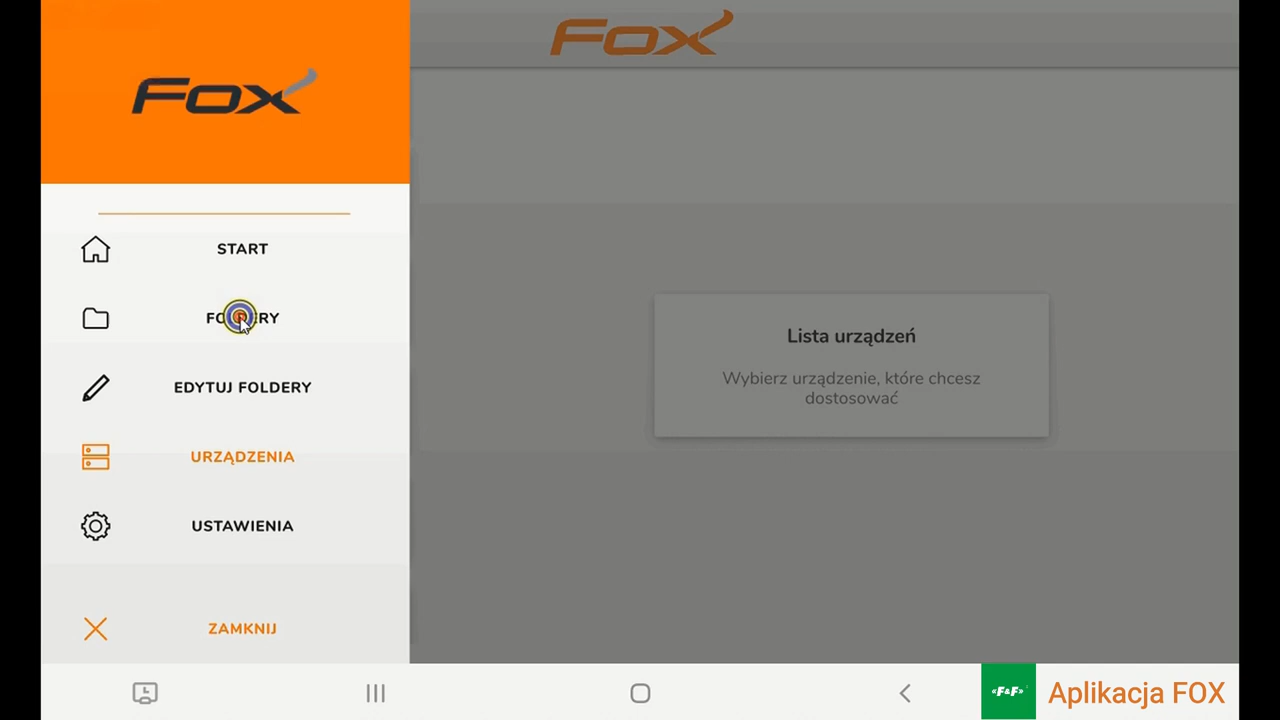 Fox
Fox
START
FOLDERY
EDYTUJ FOLDERY
URZĄDZENIA
USTAWIENIA
ZAMKNIJ
Lista urządzeń
Wybierz urządzenie, które chcesz
dostosować
F&F
Aplikacja FOX